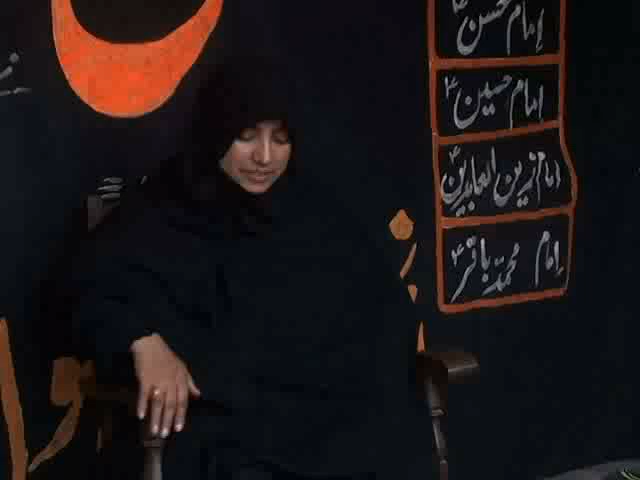 امام حسن ؑ
امام حسین ؑ
امام زین العابدین ؑ
امام محمد باقر ؑ